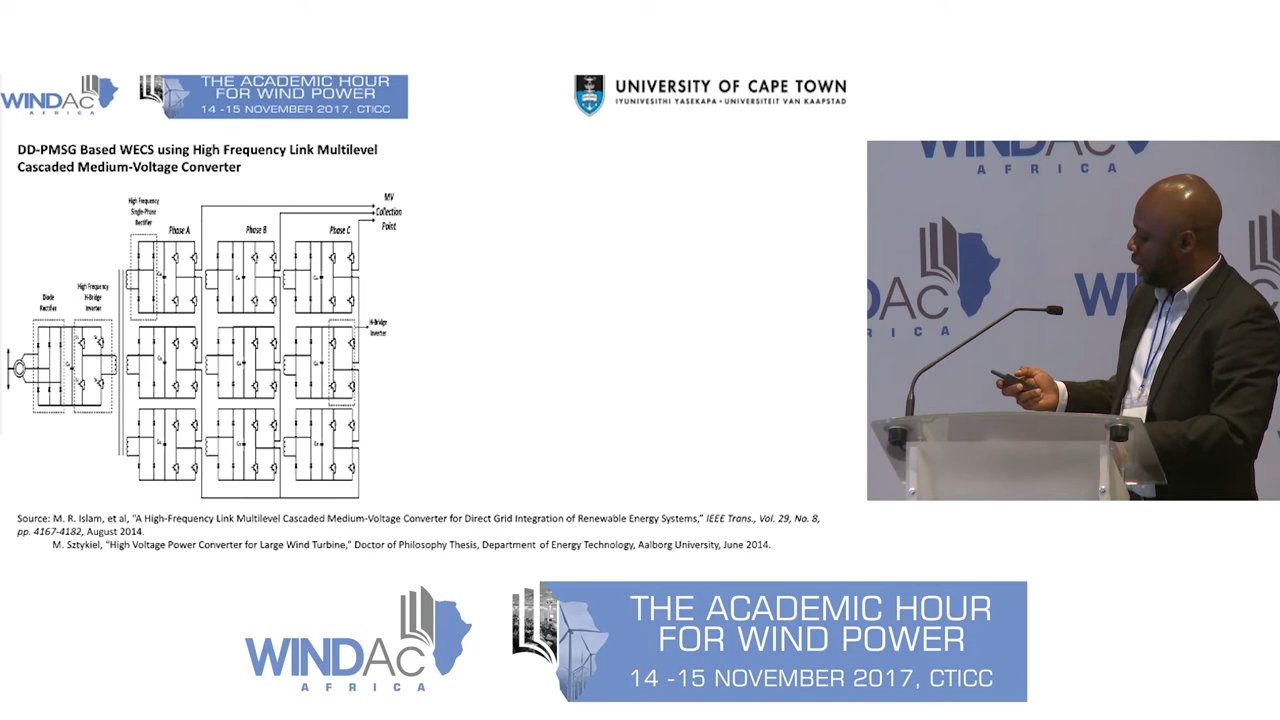 WINDAC
AFRICA
THE ACADEMIC HOUR
FOR WIND POWER
14 -15 NOVEMBER 2017, CTICC
UNIVERSITY OF CAPE TOWN
IYUNIVESITHI YASEKAPA • UNIVERSITEIT VAN KAAPSTAD
DD-PMSG Based WECS using High Frequency Link Multilevel
Cascaded Medium-Voltage Converter
High Frequency
Single-Phase
Rectifier
Phase A
Phase B
Phase C
MV
Collection
Point
Diode
Rectifier
High Frequency
H-Bridge
Inverter
H-Bridge
Inverter
Source: M. R. Islam, et al, “A High-Frequency Link Multilevel Cascaded Medium-Voltage Converter for Direct Grid Integration of Renewable Energy Systems,” IEEE Trans., Vol. 29, No. 8,
pp. 4167-4182, August 2014.
M. Sztykiel, “High Voltage Power Converter for Large Wind Turbine,” Doctor of Philosophy Thesis, Department of Energy Technology, Aalborg University, June 2014.
WINDAC
AFRICA
DAC
AFRICA
WI
WINDAC
AFRICA
THE ACADEMIC HOUR
FOR WIND POWER
14 -15 NOVEMBER 2017, CTICC